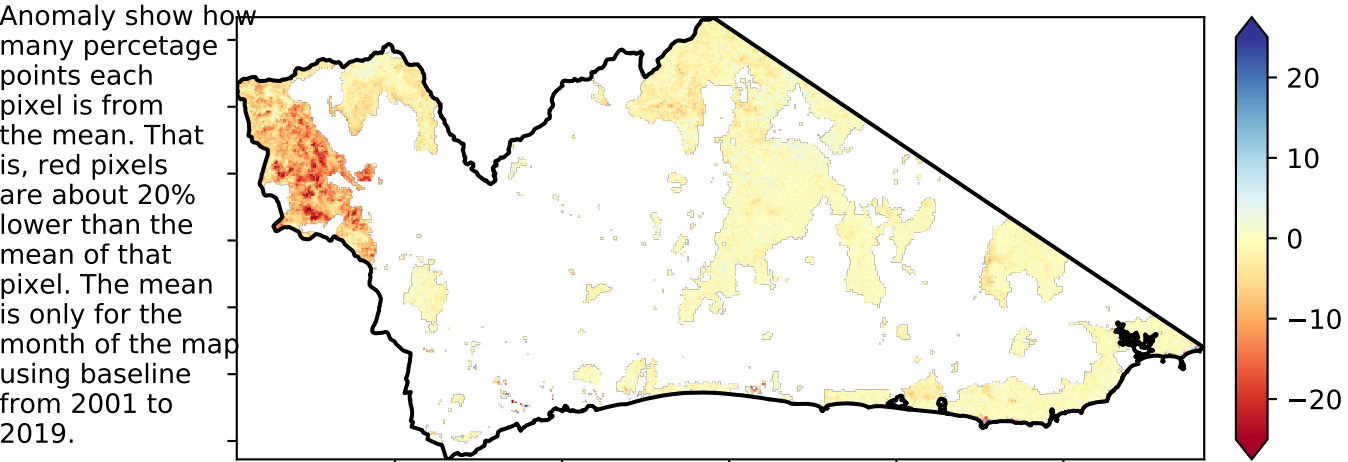 Anomaly show how
many percetage
points each
pixel is from
the mean. That
is, red pixels
are about 20%
lower than the
mean of that
pixel. The mean
is only for the
month of the map
using baseline
from 2001 to
2019.
20
10
0
−10
−20